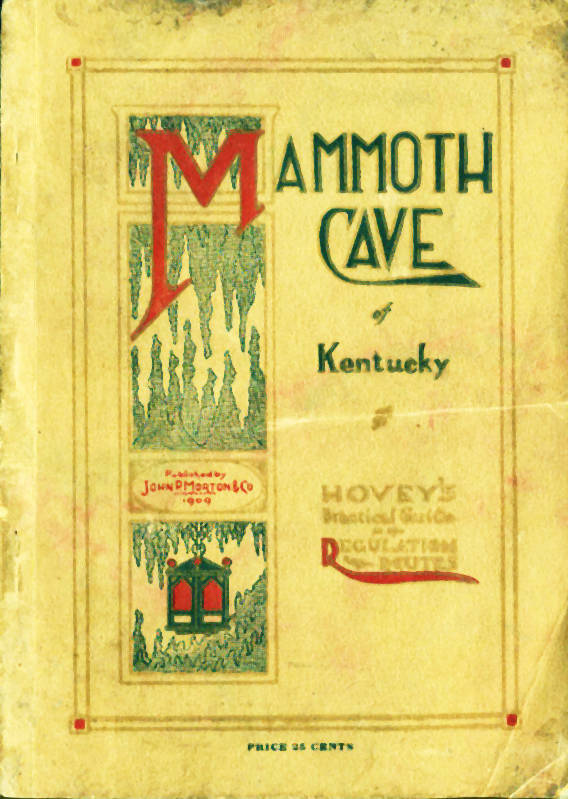 MAMMOTH
CAVE
of
Kentucky
Published by
JOHN P. MORTON & CO
1909
HOVEY'S
Practical Guide
REGULATION
ROUTES
PRICE 25 CENTS